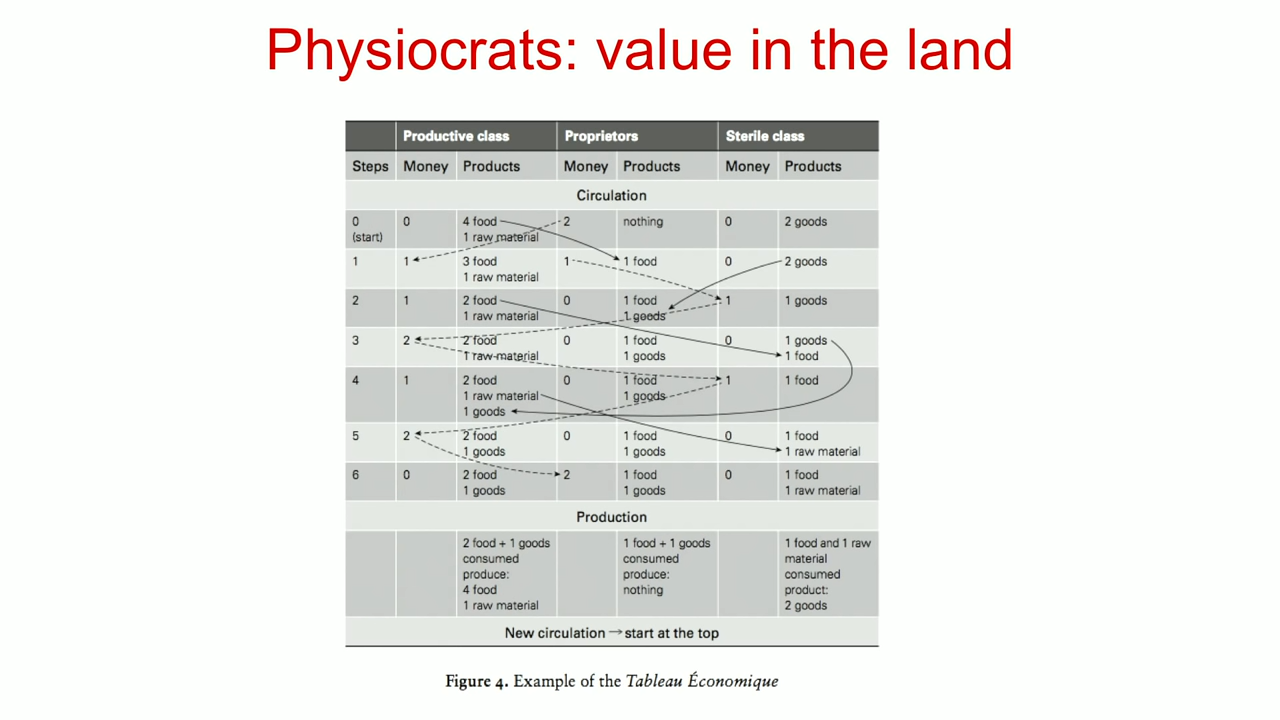 Physiocrats: value in the land
Productive class Proprietors Sterile class
Steps Money Products Money Products Money Products
Circulation
0 0 4 food 2 nothing 0 2 goods
(start) 1 raw material
1 1 3 food 1 1 food 0 2 goods
1 raw material
2 1 2 food 0 1 food 1 1 goods
1 raw material 1 goods
3 2 2 food 0 1 food 0 1 goods
1 raw material 1 goods 1 food
4 1 2 food 0 1 food 1 1 food
1 raw material 1 goods
1 goods
5 2 2 food 0 1 food 0 1 food
1 goods 1 goods 1 raw material
6 0 2 food 2 1 food 0 1 food
1 goods 1 goods 1 raw material
Production
2 food + 1 goods 1 food + 1 goods 1 food and 1 raw
consumed consumed material
produce: produce: consumed
4 food nothing product:
1 raw material 2 goods
New circulation → start at the top
Figure 4. Example of the Tableau Économique